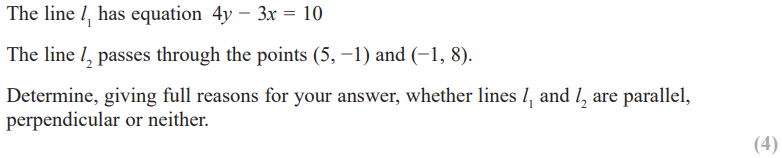 The line l₁ has equation 4y − 3x = 10
The line l₂ passes through the points (5, −1) and (−1, 8).
Determine, giving full reasons for your answer, whether lines l₁ and l₂ are parallel,
perpendicular or neither.
(4)